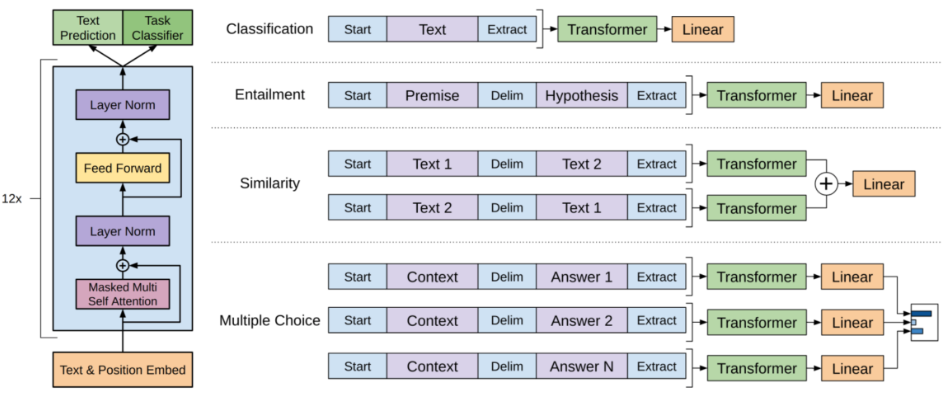 Text
Prediction
Task
Classifier
Layer Norm
+
Feed Forward
12x
Layer Norm
+
Masked Multi
Self Attention
Text & Position Embed
Classification
Start Text Extract Transformer Linear
Entailment
Start Premise Delim Hypothesis Extract Transformer Linear
Similarity
Start Text 1 Delim Text 2 Extract Transformer
+ Linear
Start Text 2 Delim Text 1 Extract Transformer
Multiple Choice
Start Context Delim Answer 1 Extract Transformer Linear
Start Context Delim Answer 2 Extract Transformer Linear
Start Context Delim Answer N Extract Transformer Linear